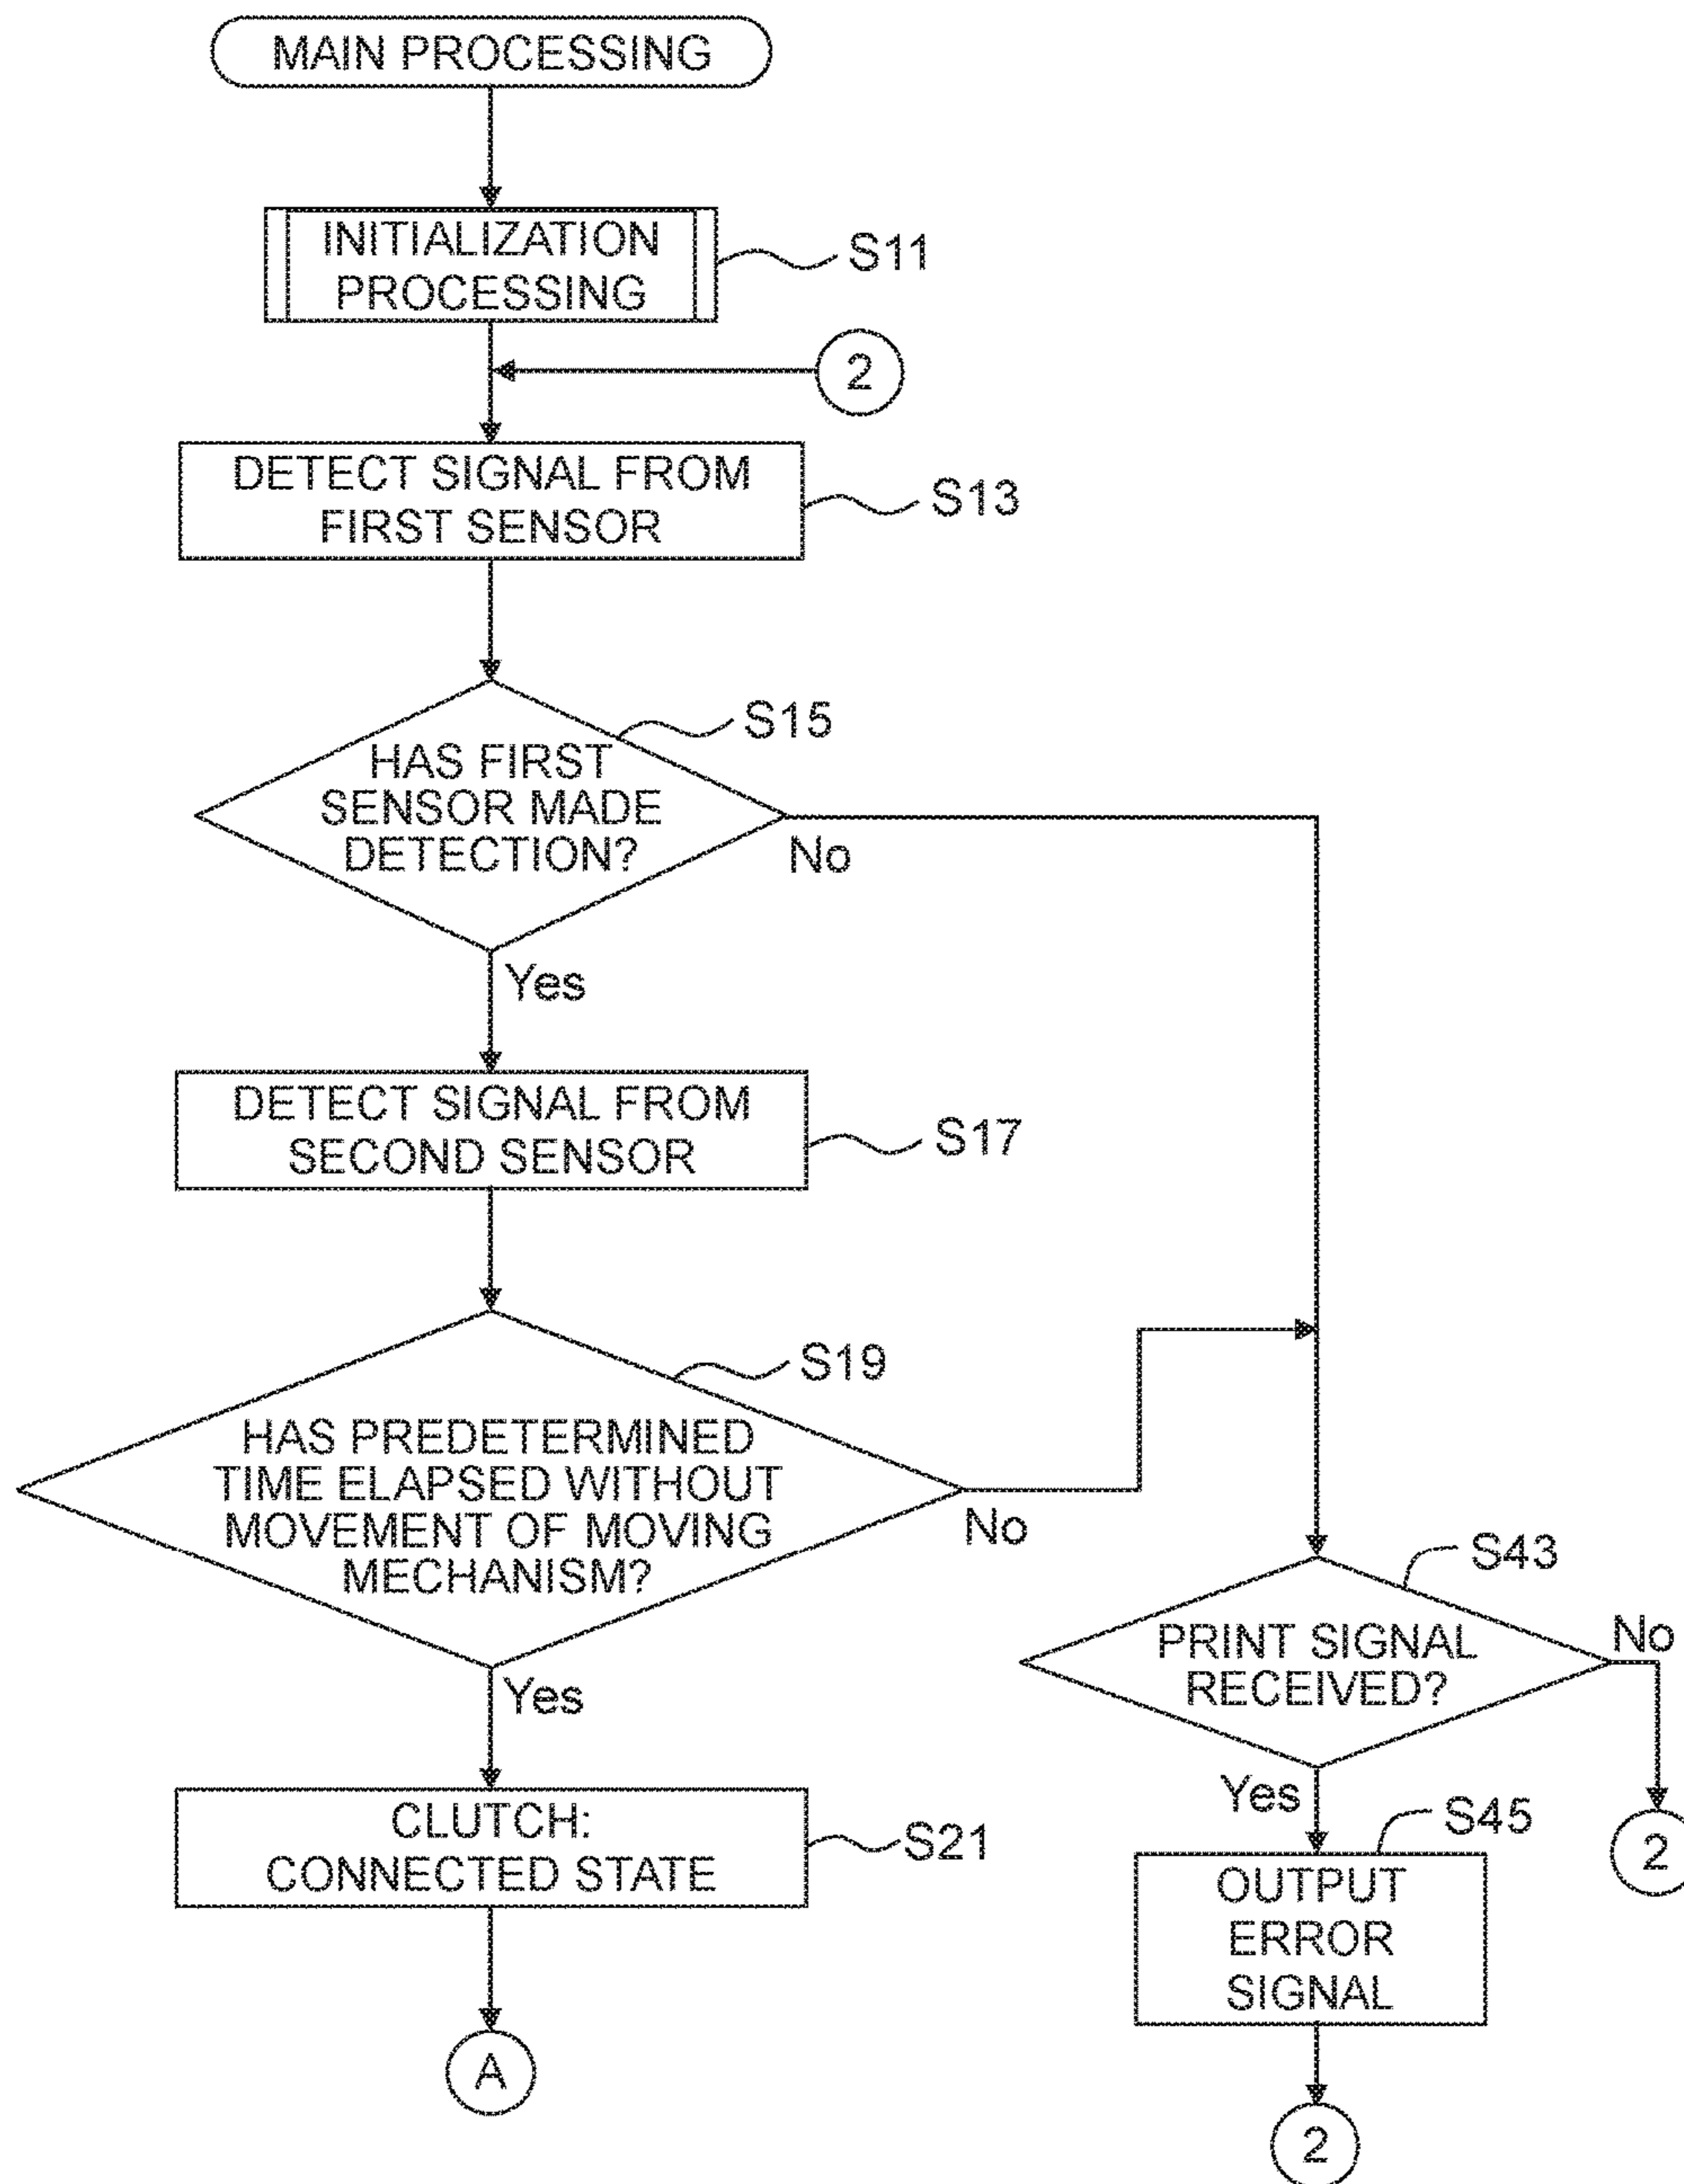 MAIN PROCESSING
INITIALIZATION
PROCESSING
S11
2
DETECT SIGNAL FROM
FIRST SENSOR
S13
S15
HAS FIRST
SENSOR MADE
DETECTION?
No
Yes
DETECT SIGNAL FROM
SECOND SENSOR
S17
S19
HAS PREDETERMINED
TIME ELAPSED WITHOUT
MOVEMENT OF MOVING
MECHANISM?
No
Yes
S43
PRINT SIGNAL
RECEIVED?
No
Yes
CLUTCH:
CONNECTED STATE
S21
S45
OUTPUT
ERROR
SIGNAL
2
A
2